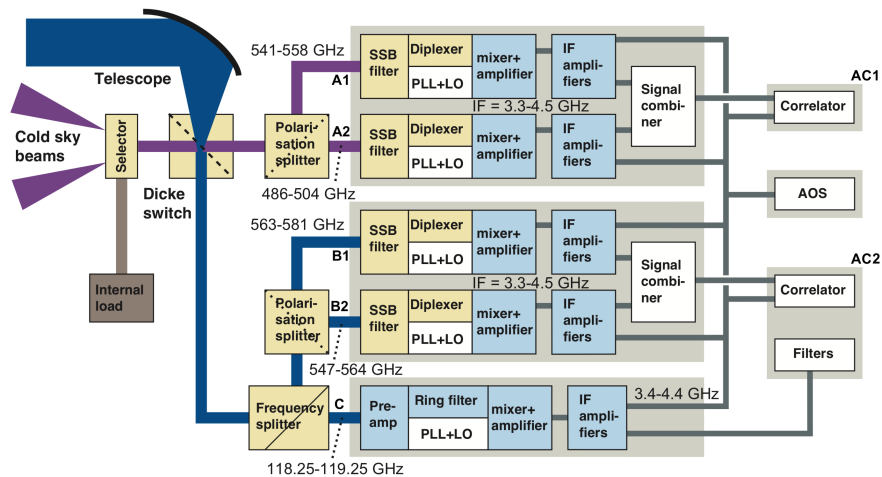 Telescope
Cold sky
beams
Selector
Dicke
switch
Internal
load
541-558 GHz
A1
Polari-
sation
splitter
A2
486-504 GHz
SSB
filter
Diplexer
PLL+LO
mixer+
amplifier
IF
ampli-
fiers
IF = 3.3-4.5 GHz
SSB
filter
Diplexer
PLL+LO
mixer+
amplifier
IF
ampli-
fiers
Signal
combi-
ner
AC1
Correlator
AOS
563-581 GHz
B1
Polari-
sation
splitter
B2
547-564 GHz
SSB
filter
Diplexer
PLL+LO
mixer+
amplifier
IF
ampli-
fiers
IF = 3.3-4.5 GHz
SSB
filter
Diplexer
PLL+LO
mixer+
amplifier
IF
ampli-
fiers
Signal
combi-
ner
AC2
Correlator
Filters
Frequency
splitter
C
118.25-119.25 GHz
Pre-
amp
Ring filter
PLL+LO
mixer+
amplifier
IF
ampli-
fiers
3.4-4.4 GHz